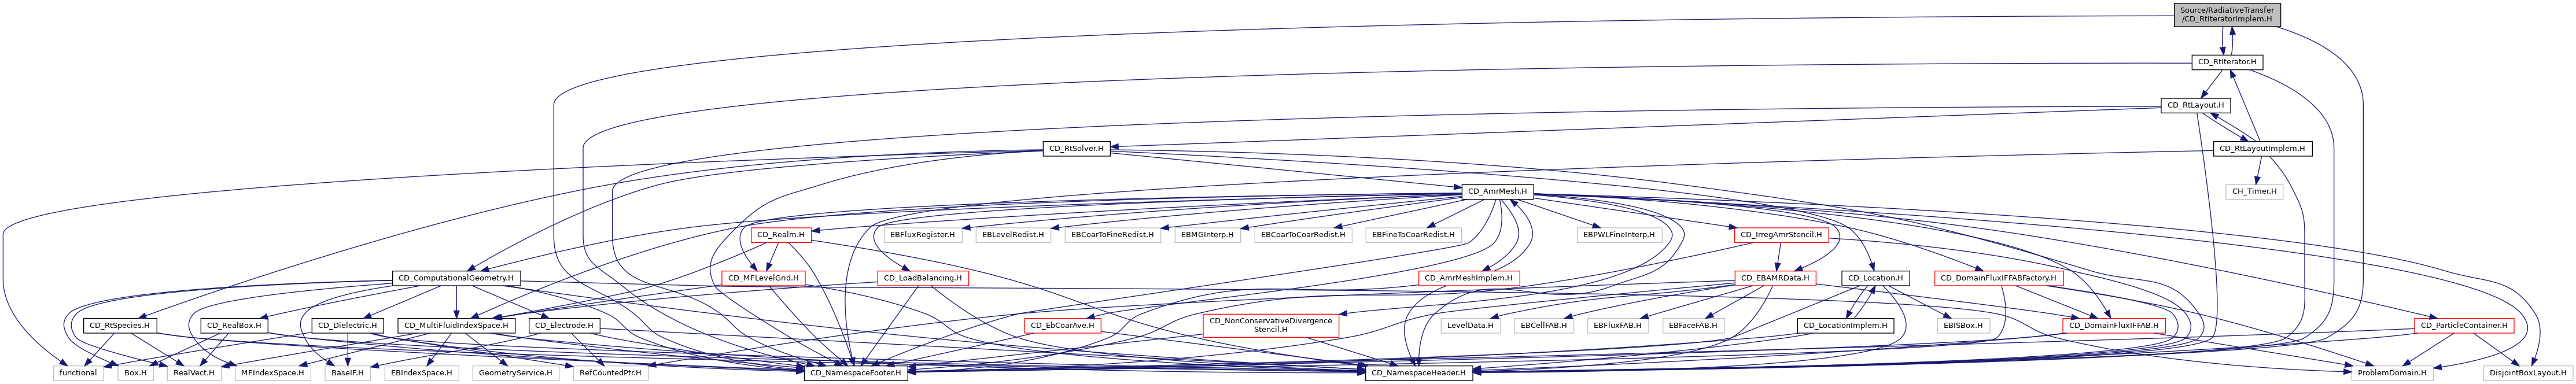 Source/RadiativeTransfer
/CD_RtIteratorImplem.H
CD_RtIterator.H
CD_RtLayout.H
CD_RtSolver.H
CD_RtLayoutImplem.H
CD_AmrMesh.H
CH_Timer.H
CD_Realm.H
EBFluxRegister.H
EBLevelRedist.H
EBCoarToFineRedist.H
EBMGInterp.H
EBCoarToCoarRedist.H
EBFineToCoarRedist.H
EBPWLFineInterp.H
CD_IrregAmrStencil.H
CD_ComputationalGeometry.H
CD_MFLevelGrid.H
CD_LoadBalancing.H
CD_AmrMeshImplem.H
CD_EBAMRData.H
CD_Location.H
CD_DomainFluxIFFABFactory.H
CD_RtSpecies.H
CD_RealBox.H
CD_Dielectric.H
CD_MultiFluidIndexSpace.H
CD_Electrode.H
CD_EbCoarAve.H
CD_NonConservativeDivergence
Stencil.H
LevelData.H
EBCellFAB.H
EBFluxFAB.H
EBFaceFAB.H
CD_LocationImplem.H
EBISBox.H
CD_DomainFluxIFFAB.H
CD_ParticleContainer.H
functional
Box.H
RealVect.H
MFIndexSpace.H
BaseIF.H
EBIndexSpace.H
GeometryService.H
RefCountedPtr.H
CD_NamespaceFooter.H
CD_NamespaceHeader.H
ProblemDomain.H
DisjointBoxLayout.H